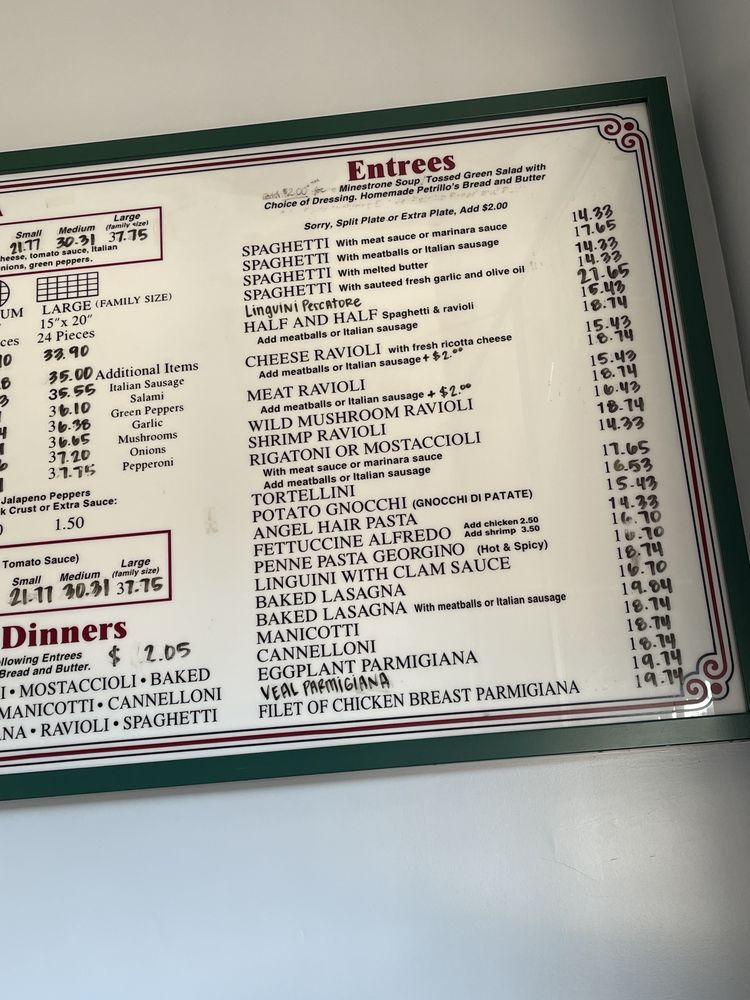 Small Medium Large
(family size)
21.77 30.31 37.75
cheese, tomato sauce, Italian
onions, green peppers.
UM LARGE (FAMILY SIZE)
15"x 20"
ces 24 Pieces
33.90
35.00 Additional Items
35.55 Italian Sausage
36.10 Salami
36.38 Green Peppers
36.65 Garlic
37.20 Mushrooms
37.75 Onions
Pepperoni
Jalapeno Peppers
k Crust or Extra Sauce:
1.50
Tomato Sauce)
Small Medium Large
(family size)
21.77 30.31 37.75
Dinners
ollowing Entrees $ 2.05
Bread and Butter.
I • MOSTACCIOLI • BAKED
MANICOTTI • CANNELLONI
NA • RAVIOLI • SPAGHETTI
Entrees
Minestrone Soup, Tossed Green Salad with
Choice of Dressing. Homemade Petrillo's Bread and Butter
Sorry, Split Plate or Extra Plate, Add $2.00
SPAGHETTI With meat sauce or marinara sauce 14.33
SPAGHETTI With meatballs or Italian sausage 17.65
SPAGHETTI With melted butter 14.33
SPAGHETTI With sauteed fresh garlic and olive oil 14.33
Linguini Percatore 27.65
HALF AND HALF Spaghetti & ravioli 15.43
Add meatballs or Italian sausage 18.74
CHEESE RAVIOLI with fresh ricotta cheese 15.43
Add meatballs or Italian sausage + $2.00 18.74
MEAT RAVIOLI 15.43
Add meatballs or Italian sausage + $2.00 18.74
WILD MUSHROOM RAVIOLI 16.43
SHRIMP RAVIOLI 18.74
RIGATONI OR MOSTACCIOLI
With meat sauce or marinara sauce 14.33
Add meatballs or Italian sausage 17.65
TORTELLINI 16.53
POTATO GNOCCHI (GNOCCHI DI PATATE) 15.43
ANGEL HAIR PASTA 14.33
FETTUCCINE ALFREDO Add chicken 2.50 16.70
Add shrimp 3.50
PENNE PASTA GEORGINO (Hot & Spicy) 16.70
LINGUINI WITH CLAM SAUCE 18.74
BAKED LASAGNA 16.70
BAKED LASAGNA With meatballs or Italian sausage 19.84
MANICOTTI 18.74
CANNELLONI 18.74
EGGPLANT PARMIGIANA 18.74
VEAL PARMIGIANA 19.74
FILET OF CHICKEN BREAST PARMIGIANA 19.74